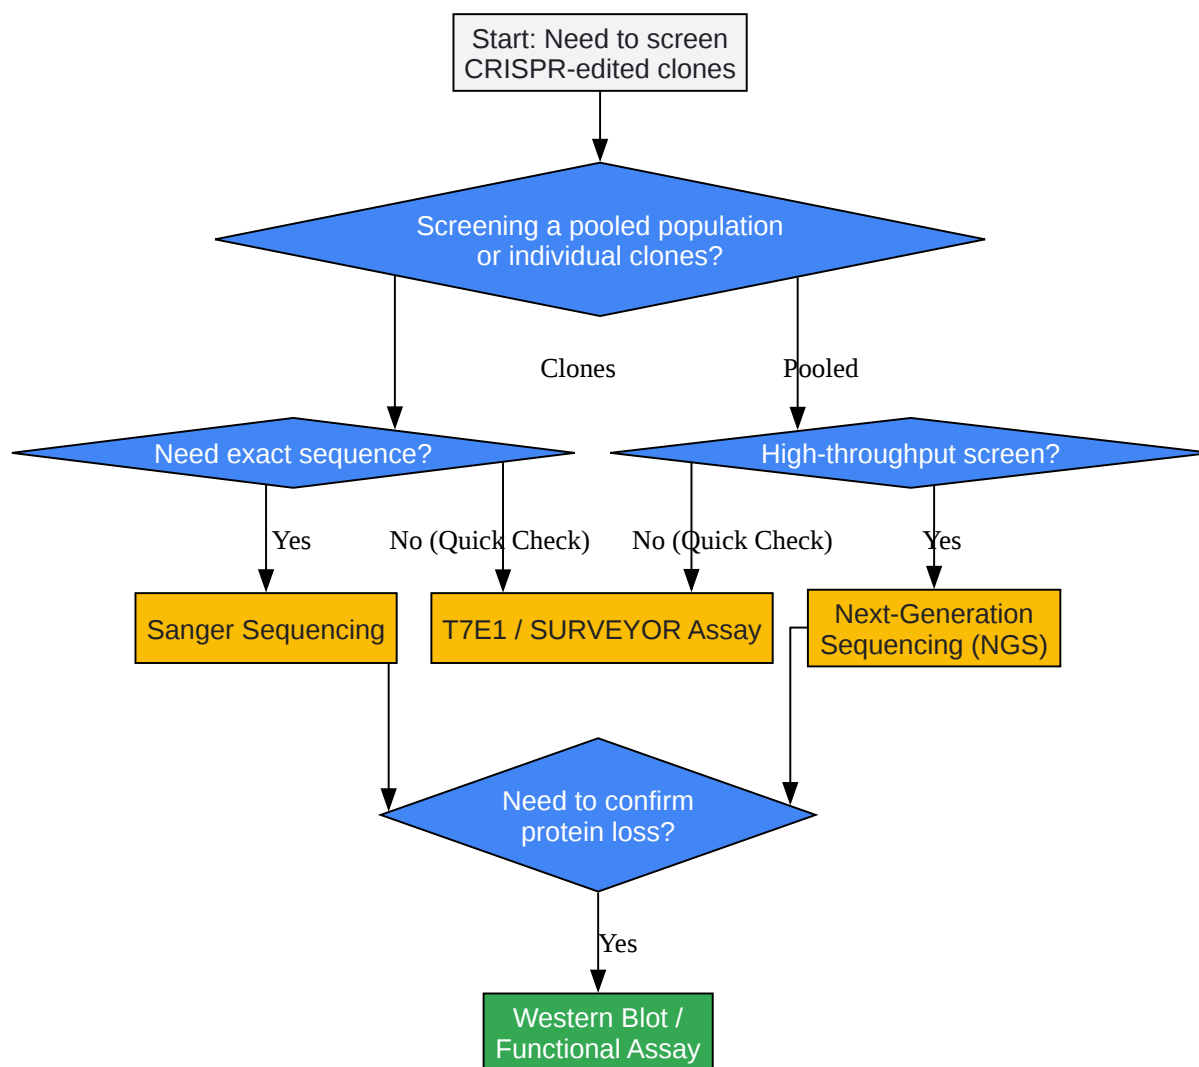 Start: Need to screen
CRISPR-edited clones
Screening a pooled population
or individual clones?
Clones
Pooled
Need exact sequence?
High-throughput screen?
Yes
No (Quick Check)
No (Quick Check)
Yes
Sanger Sequencing
T7E1 / SURVEYOR Assay
Next-Generation
Sequencing (NGS)
Need to confirm
protein loss?
Yes
Western Blot /
Functional Assay